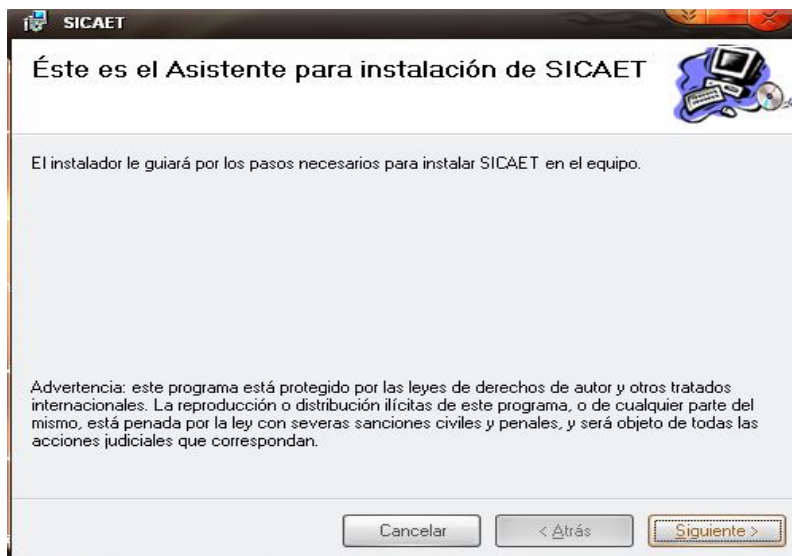 SICAET
Éste es el Asistente para instalación de SICAET
El instalador le guiará por los pasos necesarios para instalar SICAET en el equipo.
Advertencia: este programa está protegido por las leyes de derechos de autor y otros tratados
internacionales. La reproducción o distribución ilícitas de este programa, o de cualquier parte del
mismo, está penada por la ley con severas sanciones civiles y penales, y será objeto de todas las
acciones judiciales que correspondan.
Cancelar < Atrás Siguiente >